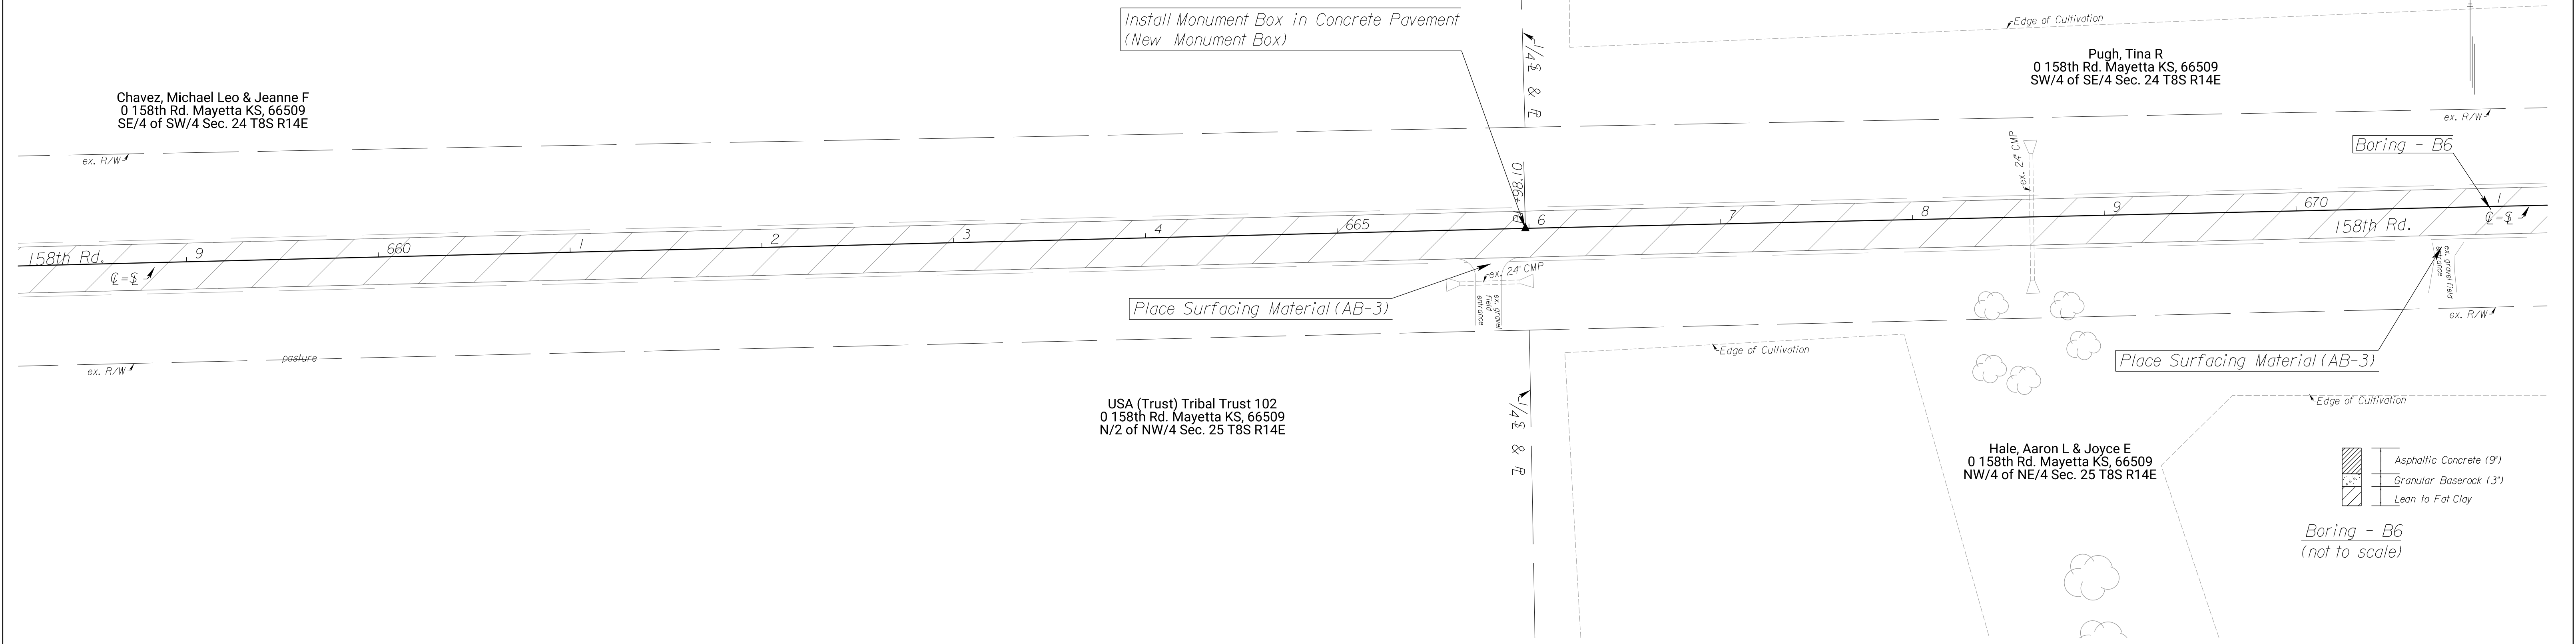 Install Monument Box in Concrete Pavement
(New Monument Box)
1/4 ⅊ & ⅊
Edge of Cultivation
Pugh, Tina R
0 158th Rd. Mayetta KS, 66509
SW/4 of SE/4 Sec. 24 T8S R14E
Chavez, Michael Leo & Jeanne F
0 158th Rd. Mayetta KS, 66509
SE/4 of SW/4 Sec. 24 T8S R14E
ex. R/W
ex. R/W
ex. 24" CMP
Boring - B6
158th Rd.
9
660
1
2
3
4
665
6
7
8
9
670
1
158th Rd.
ex. 24" CMP
ex. gravel
field
entrance
ex. gravel field
entrance
Place Surfacing Material (AB-3)
ex. R/W
pasture
ex. R/W
Edge of Cultivation
Place Surfacing Material (AB-3)
USA (Trust) Tribal Trust 102
0 158th Rd. Mayetta KS, 66509
N/2 of NW/4 Sec. 25 T8S R14E
Edge of Cultivation
Hale, Aaron L & Joyce E
0 158th Rd. Mayetta KS, 66509
NW/4 of NE/4 Sec. 25 T8S R14E
Asphaltic Concrete (9")
Granular Baserock (3")
Lean to Fat Clay
Boring - B6
(not to scale)